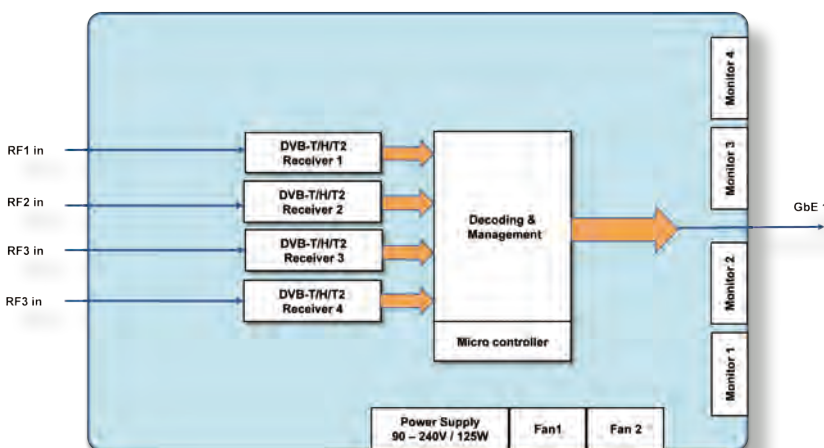 RF1 in
RF2 in
RF3 in
RF3 in
DVB-T/H/T2
Receiver 1
DVB-T/H/T2
Receiver 2
DVB-T/H/T2
Receiver 3
DVB-T/H/T2
Receiver 4
Decoding &
Management
Micro controller
Monitor 4
Monitor 3
Monitor 2
Monitor 1
GbE 1
Power Supply
90 – 240V / 125W
Fan1
Fan 2